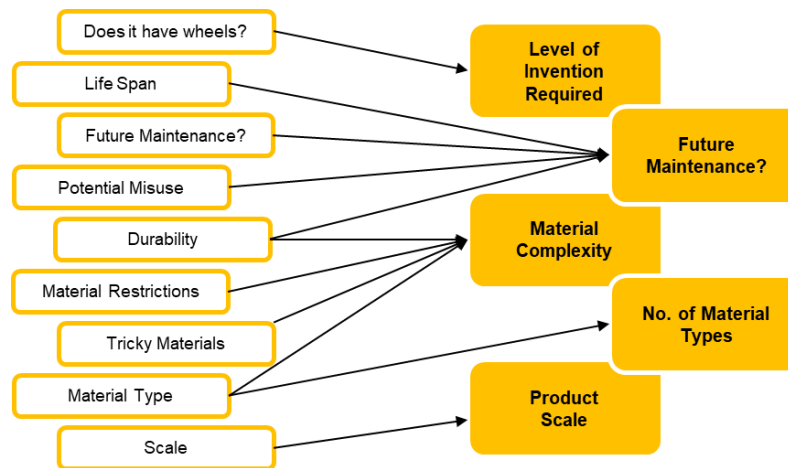 Does it have wheels?
Life Span
Future Maintenance?
Potential Misuse
Durability
Material Restrictions
Tricky Materials
Material Type
Scale
Level of
Invention
Required
Future
Maintenance?
Material
Complexity
No. of Material
Types
Product
Scale